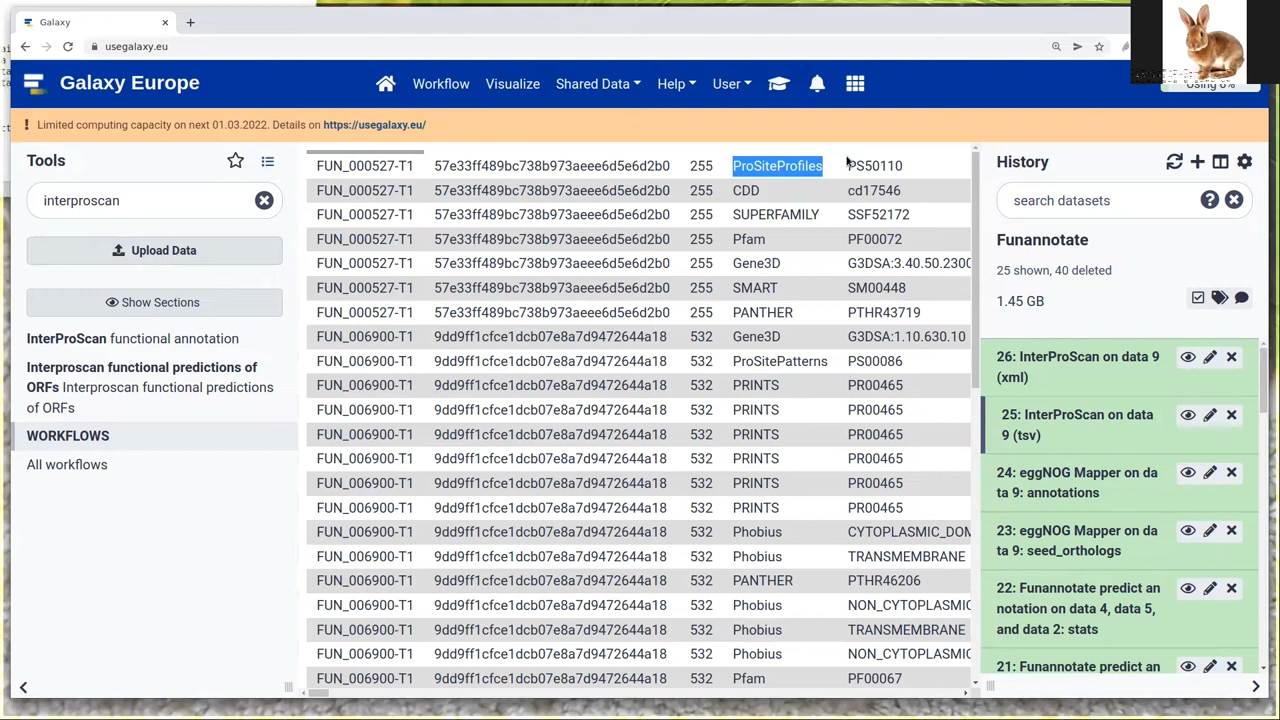 Galaxy
usegalaxy.eu
Galaxy Europe
Workflow Visualize Shared Data Help User
! Limited computing capacity on next 01.03.2022. Details on https://usegalaxy.eu/
Tools
interproscan
Upload Data
Show Sections
InterProScan functional annotation
Interproscan functional predictions of
ORFs Interproscan functional predictions
of ORFs
WORKFLOWS
All workflows
FUN_000527-T1 57e33ff489bc738b973aeee6d5e6d2b0 255 ProSiteProfiles PS50110
FUN_000527-T1 57e33ff489bc738b973aeee6d5e6d2b0 255 CDD cd17546
FUN_000527-T1 57e33ff489bc738b973aeee6d5e6d2b0 255 SUPERFAMILY SSF52172
FUN_000527-T1 57e33ff489bc738b973aeee6d5e6d2b0 255 Pfam PF00072
FUN_000527-T1 57e33ff489bc738b973aeee6d5e6d2b0 255 Gene3D G3DSA:3.40.50.2300
FUN_000527-T1 57e33ff489bc738b973aeee6d5e6d2b0 255 SMART SM00448
FUN_000527-T1 57e33ff489bc738b973aeee6d5e6d2b0 255 PANTHER PTHR43719
FUN_006900-T1 9dd9ff1cfce1dcb07e8a7d9472644a18 532 Gene3D G3DSA:1.10.630.10
FUN_006900-T1 9dd9ff1cfce1dcb07e8a7d9472644a18 532 ProSitePatterns PS00086
FUN_006900-T1 9dd9ff1cfce1dcb07e8a7d9472644a18 532 PRINTS PR00465
FUN_006900-T1 9dd9ff1cfce1dcb07e8a7d9472644a18 532 PRINTS PR00465
FUN_006900-T1 9dd9ff1cfce1dcb07e8a7d9472644a18 532 PRINTS PR00465
FUN_006900-T1 9dd9ff1cfce1dcb07e8a7d9472644a18 532 PRINTS PR00465
FUN_006900-T1 9dd9ff1cfce1dcb07e8a7d9472644a18 532 PRINTS PR00465
FUN_006900-T1 9dd9ff1cfce1dcb07e8a7d9472644a18 532 PRINTS PR00465
FUN_006900-T1 9dd9ff1cfce1dcb07e8a7d9472644a18 532 Phobius CYTOPLASMIC_DOM
FUN_006900-T1 9dd9ff1cfce1dcb07e8a7d9472644a18 532 Phobius TRANSMEMBRANE
FUN_006900-T1 9dd9ff1cfce1dcb07e8a7d9472644a18 532 PANTHER PTHR46206
FUN_006900-T1 9dd9ff1cfce1dcb07e8a7d9472644a18 532 Phobius NON_CYTOPLASMIC
FUN_006900-T1 9dd9ff1cfce1dcb07e8a7d9472644a18 532 Phobius TRANSMEMBRANE
FUN_006900-T1 9dd9ff1cfce1dcb07e8a7d9472644a18 532 Phobius NON_CYTOPLASMIC
FUN_006900-T1 9dd9ff1cfce1dcb07e8a7d9472644a18 532 Pfam PF00067
History
search datasets
Funannotate
25 shown, 40 deleted
1.45 GB
26: InterProScan on data 9
(xml)
25: InterProScan on data
9 (tsv)
24: eggNOG Mapper on da
ta 9: annotations
23: eggNOG Mapper on da
ta 9: seed_orthologs
22: Funannotate predict an
notation on data 4, data 5,
and data 2: stats
21: Funannotate predict an